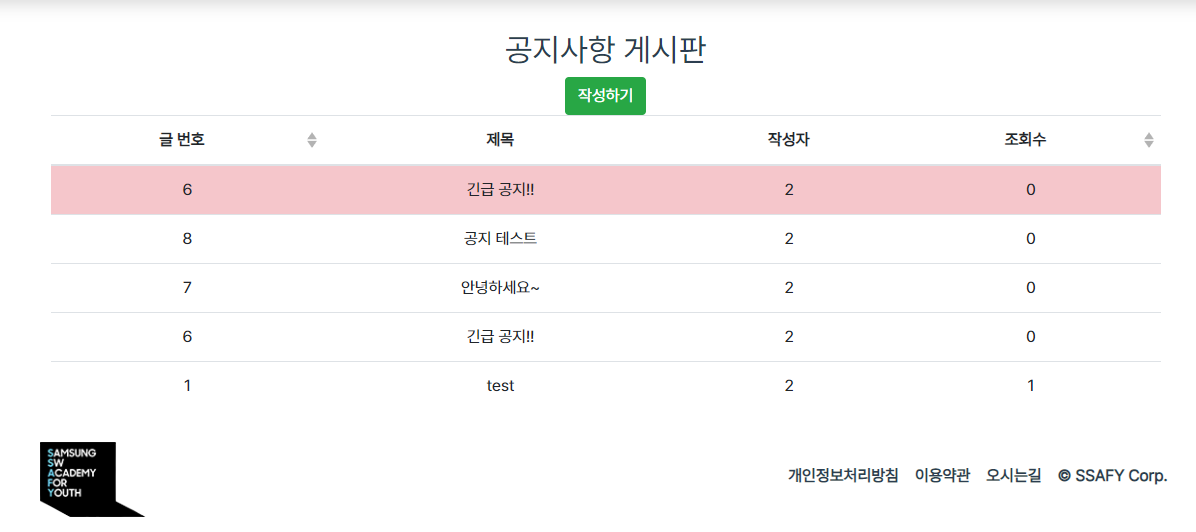 공지사항 게시판
작성하기
글 번호 제목 작성자 조회수
6 긴급 공지!! 2 0
8 공지 테스트 2 0
7 안녕하세요~ 2 0
6 긴급 공지!! 2 0
1 test 2 1
SAMSUNG
SW
ACADEMY
FOR
YOUTH
개인정보처리방침 이용약관 오시는길 © SSAFY Corp.